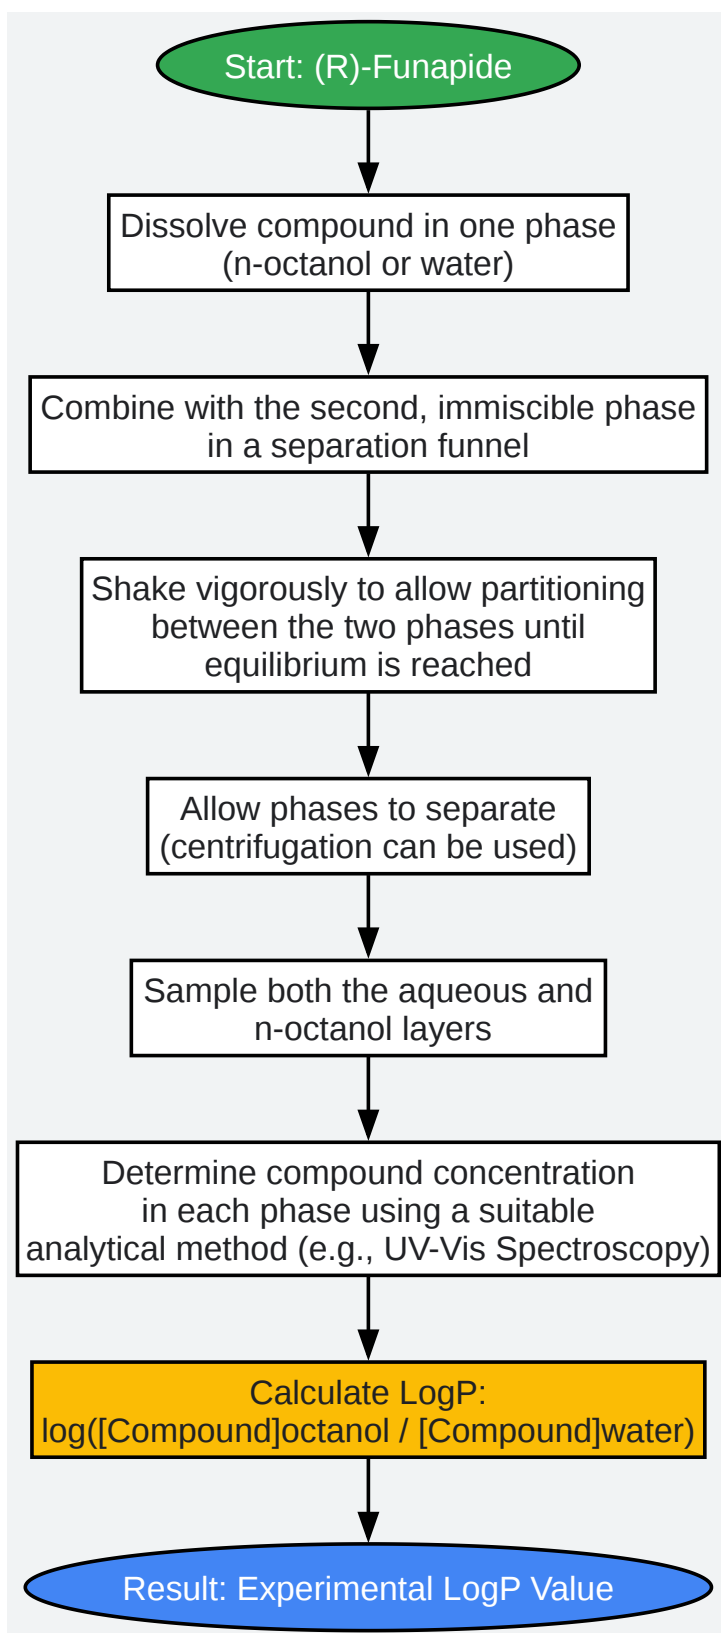 Start: (R)-Funapide
Dissolve compound in one phase
(n-octanol or water)
Combine with the second, immiscible phase
in a separation funnel
Shake vigorously to allow partitioning
between the two phases until
equilibrium is reached
Allow phases to separate
(centrifugation can be used)
Sample both the aqueous and
n-octanol layers
Determine compound concentration
in each phase using a suitable
analytical method (e.g., UV-Vis Spectroscopy)
Calculate LogP:
log([Compound]octanol / [Compound]water)
Result: Experimental LogP Value